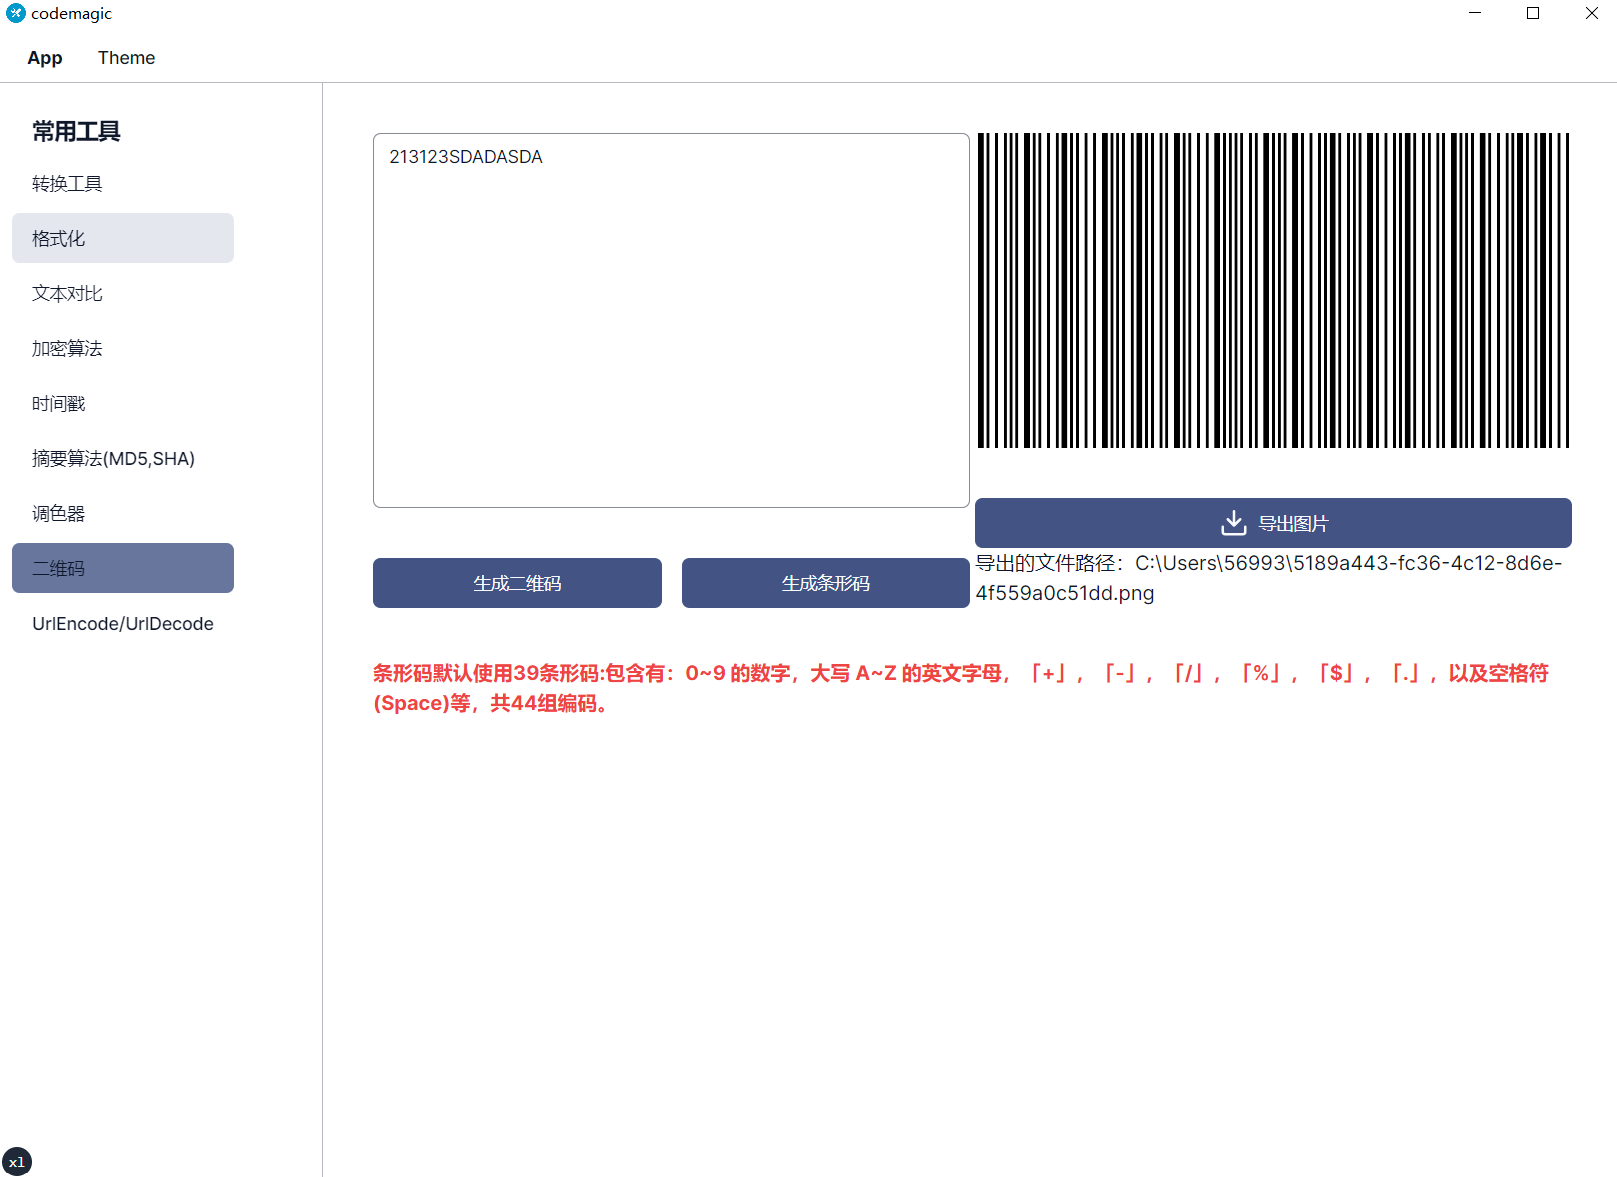 codemagic
App Theme
常用工具
转换工具
格式化
文本对比
加密算法
时间戳
摘要算法(MD5,SHA)
调色器
二维码
UrlEncode/UrlDecode
213123SDADASDA
生成二维码
生成条形码
导出图片
导出的文件路径：C:\Users\56993\5189a443-fc36-4c12-8d6e-
4f559a0c51dd.png
条形码默认使用39条形码:包含有：0~9 的数字，大写 A~Z 的英文字母，「+」，「-」，「/」，「%」，「$」，「.」，以及空格符
(Space)等，共44组编码。
xl